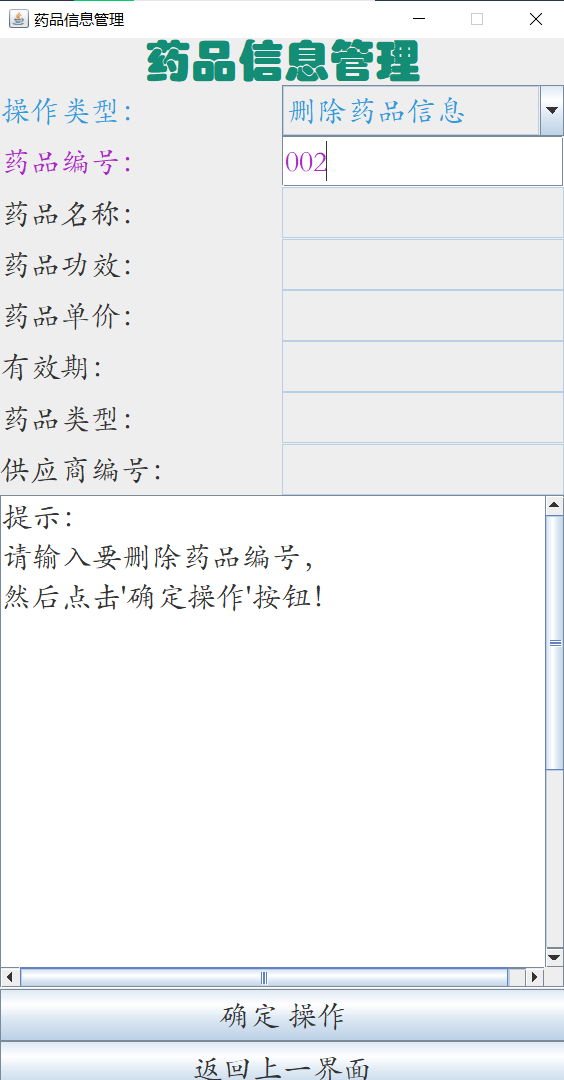 药品信息管理
药品信息管理
操作类型： 删除药品信息
药品编号： 002
药品名称：
药品功效：
药品单价：
有效期：
药品类型：
供应商编号：
提示：
请输入要删除药品编号，
然后点击'确定操作'按钮！
确定 操作
返回上一界面